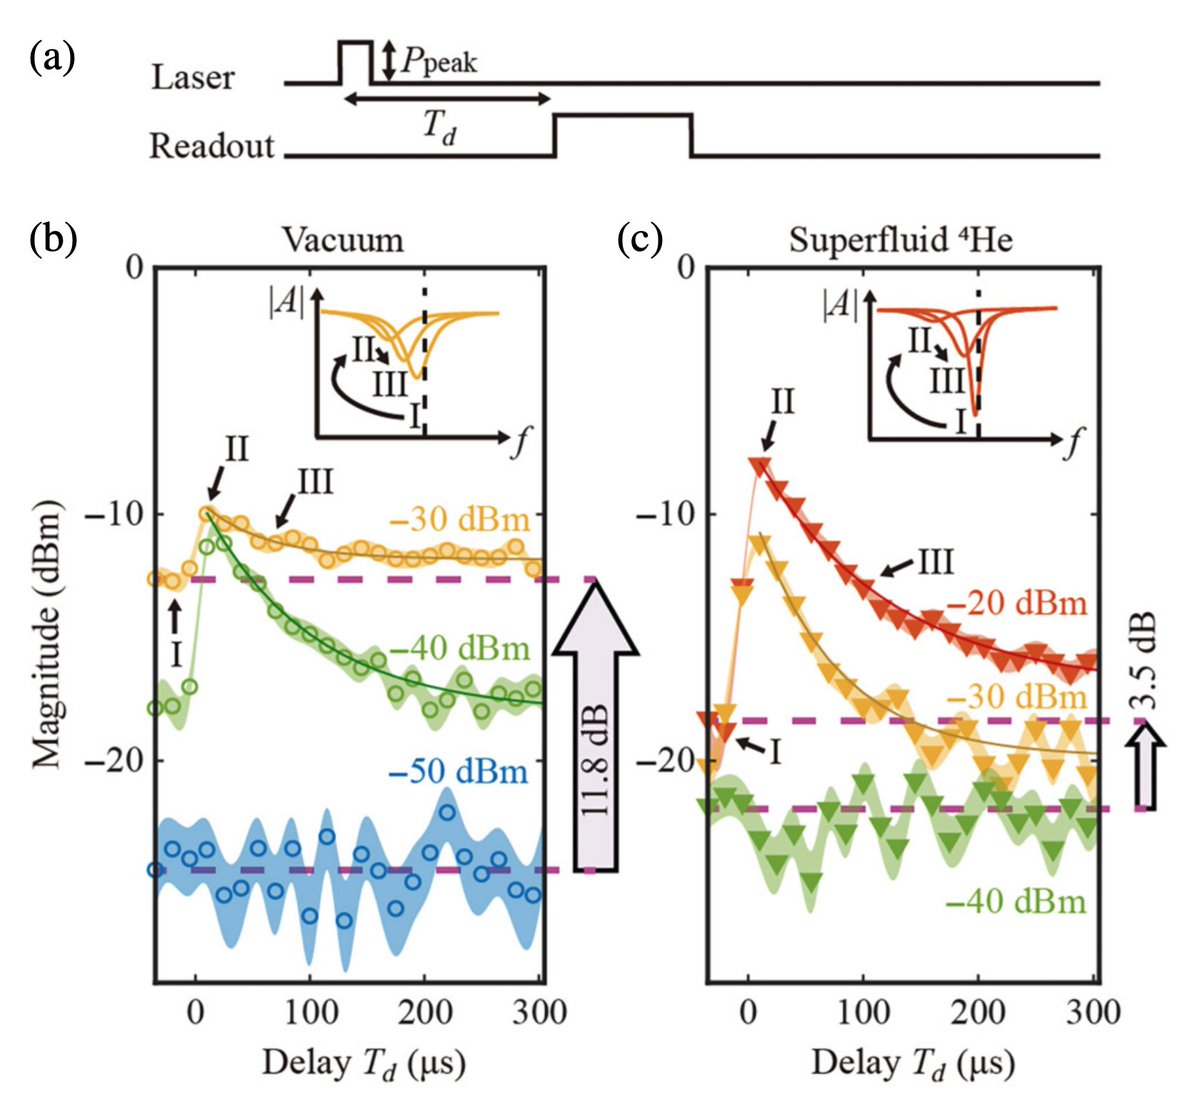 (a)
Laser
Ppeak
Td
Readout
(b)
Vacuum
0
−10
−20
Magnitude (dBm)
|A|
II
III
I
f
II
III
−30 dBm
I
−40 dBm
−50 dBm
11.8 dB
0 100 200 300
Delay Td (μs)
(c)
Superfluid ⁴He
0
−10
−20
|A|
II
III
I
f
II
III
−20 dBm
−30 dBm
I
−40 dBm
3.5 dB
0 100 200 300
Delay Td (μs)